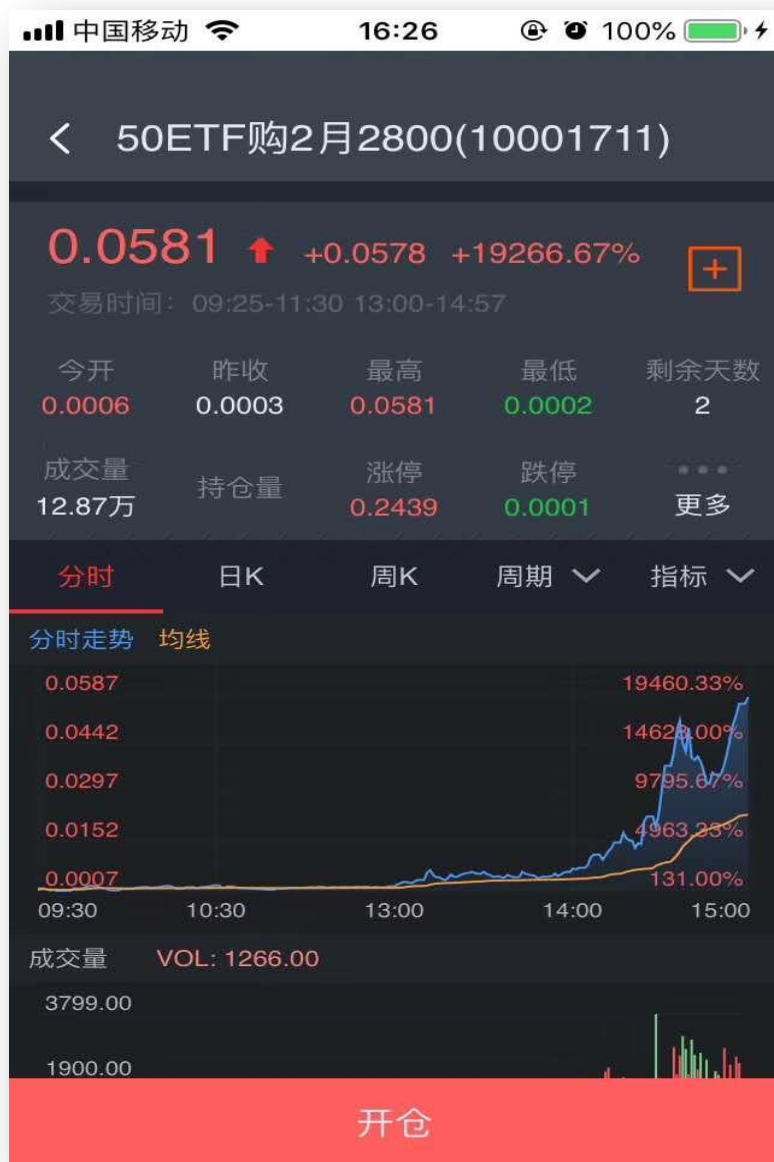 中国移动 16:26 100%
50ETF购2月2800(10001711)
0.0581 +0.0578 +19266.67%
交易时间：09:25-11:30 13:00-14:57
今开 昨收 最高 最低 剩余天数
0.0006 0.0003 0.0581 0.0002 2
成交量 持仓量 涨停 跌停
12.87万 0.2439 0.0001 更多
分时 日K 周K 周期 指标
分时走势 均线
0.0587 19460.33%
0.0442 14628.00%
0.0297 9795.67%
0.0152 4963.33%
0.0007 131.00%
09:30 10:30 13:00 14:00 15:00
成交量 VOL: 1266.00
3799.00
1900.00
开仓